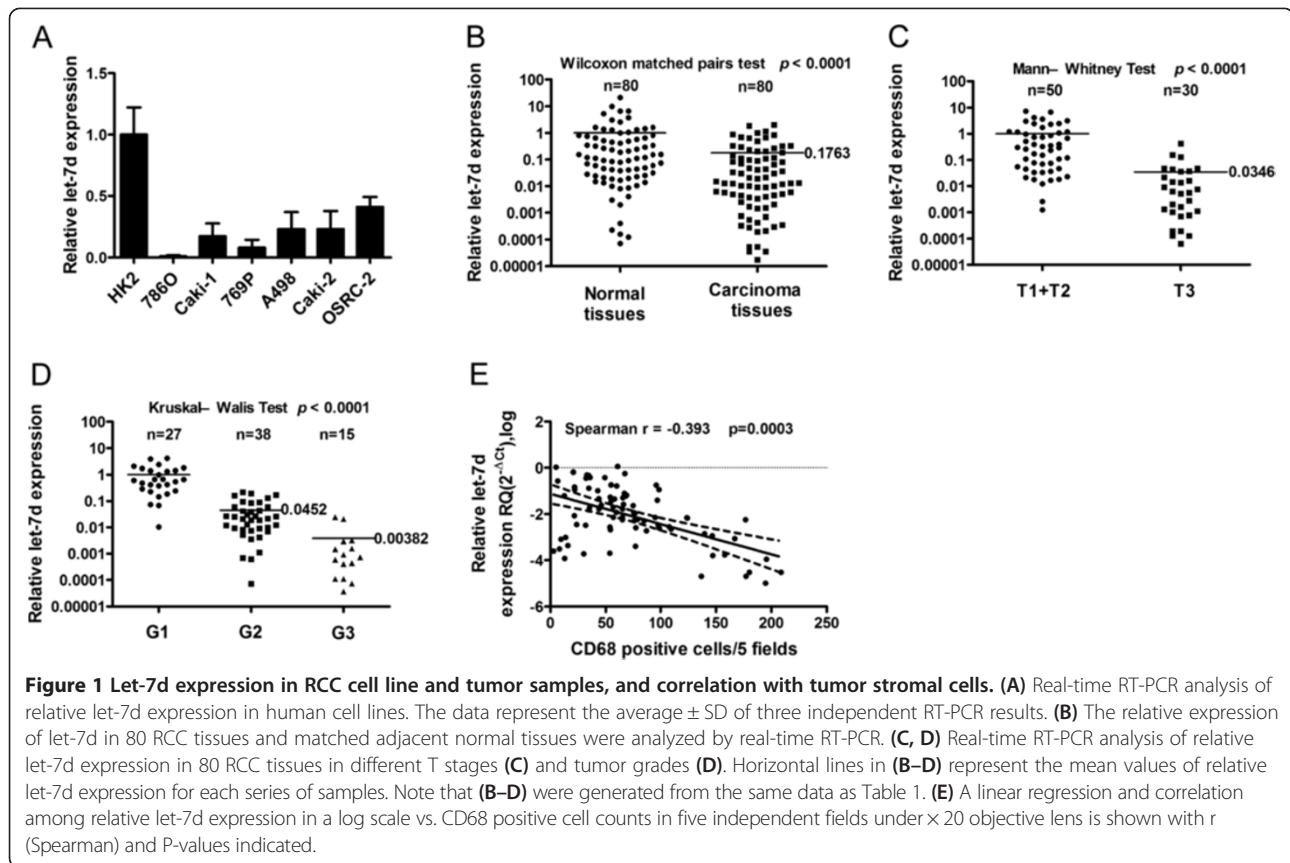 A
Relative let-7d expression
1.5
1.0
0.5
0.0
HK2
786O
Caki-1
769P
A498
Caki-2
OSRC-2
B
Wilcoxon matched pairs test p < 0.0001
n=80 n=80
Relative let-7d expression
100
10
1
0.1
0.01
0.001
0.0001
0.00001
0.1763
Normal tissues
Carcinoma tissues
C
Mann– Whitney Test p < 0.0001
n=50 n=30
Relative let-7d expression
100
10
1
0.1
0.01
0.001
0.0001
0.00001
0.0346
T1+T2
T3
D
Kruskal– Walis Test p < 0.0001
n=27 n=38 n=15
Relative let-7d expression
100
10
1
0.1
0.01
0.001
0.0001
0.00001
0.0452
0.00382
G1
G2
G3
E
Spearman r = -0.393 p=0.0003
Relative let-7d
expression RQ(2^-ΔCt),log
2
0
-2
-4
-6
0
50
100
150
200
250
CD68 positive cells/5 fields
Figure 1 Let-7d expression in RCC cell line and tumor samples, and correlation with tumor stromal cells. (A) Real-time RT-PCR analysis of
relative let-7d expression in human cell lines. The data represent the average ± SD of three independent RT-PCR results. (B) The relative expression
of let-7d in 80 RCC tissues and matched adjacent normal tissues were analyzed by real-time RT-PCR. (C, D) Real-time RT-PCR analysis of relative
let-7d expression in 80 RCC tissues in different T stages (C) and tumor grades (D). Horizontal lines in (B–D) represent the mean values of relative
let-7d expression for each series of samples. Note that (B–D) were generated from the same data as Table 1. (E) A linear regression and correlation
among relative let-7d expression in a log scale vs. CD68 positive cell counts in five independent fields under × 20 objective lens is shown with r
(Spearman) and P-values indicated.